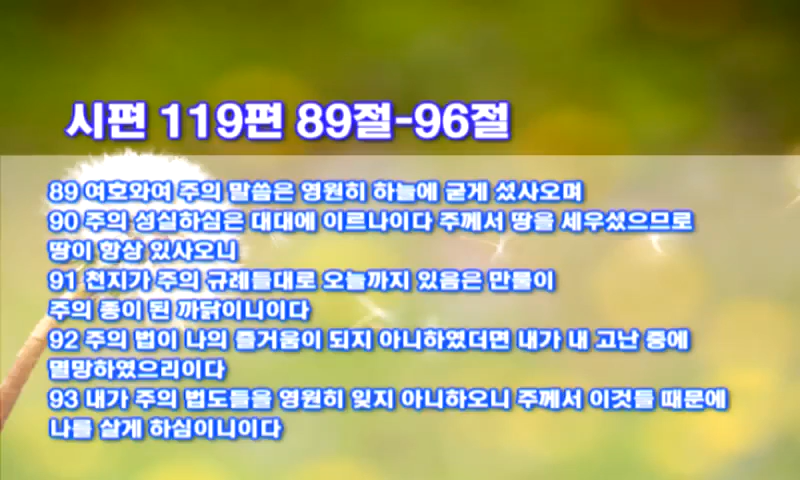 시편 119편 89절-96절
89 여호와여 주의 말씀은 영원히 하늘에 굳게 섰사오며
90 주의 성실하심은 대대에 이르나이다 주께서 땅을 세우셨으므로
땅이 항상 있사오니
91 천지가 주의 규례들대로 오늘까지 있음은 만물이
주의 종이 된 까닭이니이다
92 주의 법이 나의 즐거움이 되지 아니하였더면 내가 내 고난 중에
멸망하였으리이다
93 내가 주의 법도들을 영원히 잊지 아니하오니 주께서 이것들 때문에
나를 살게 하심이니이다